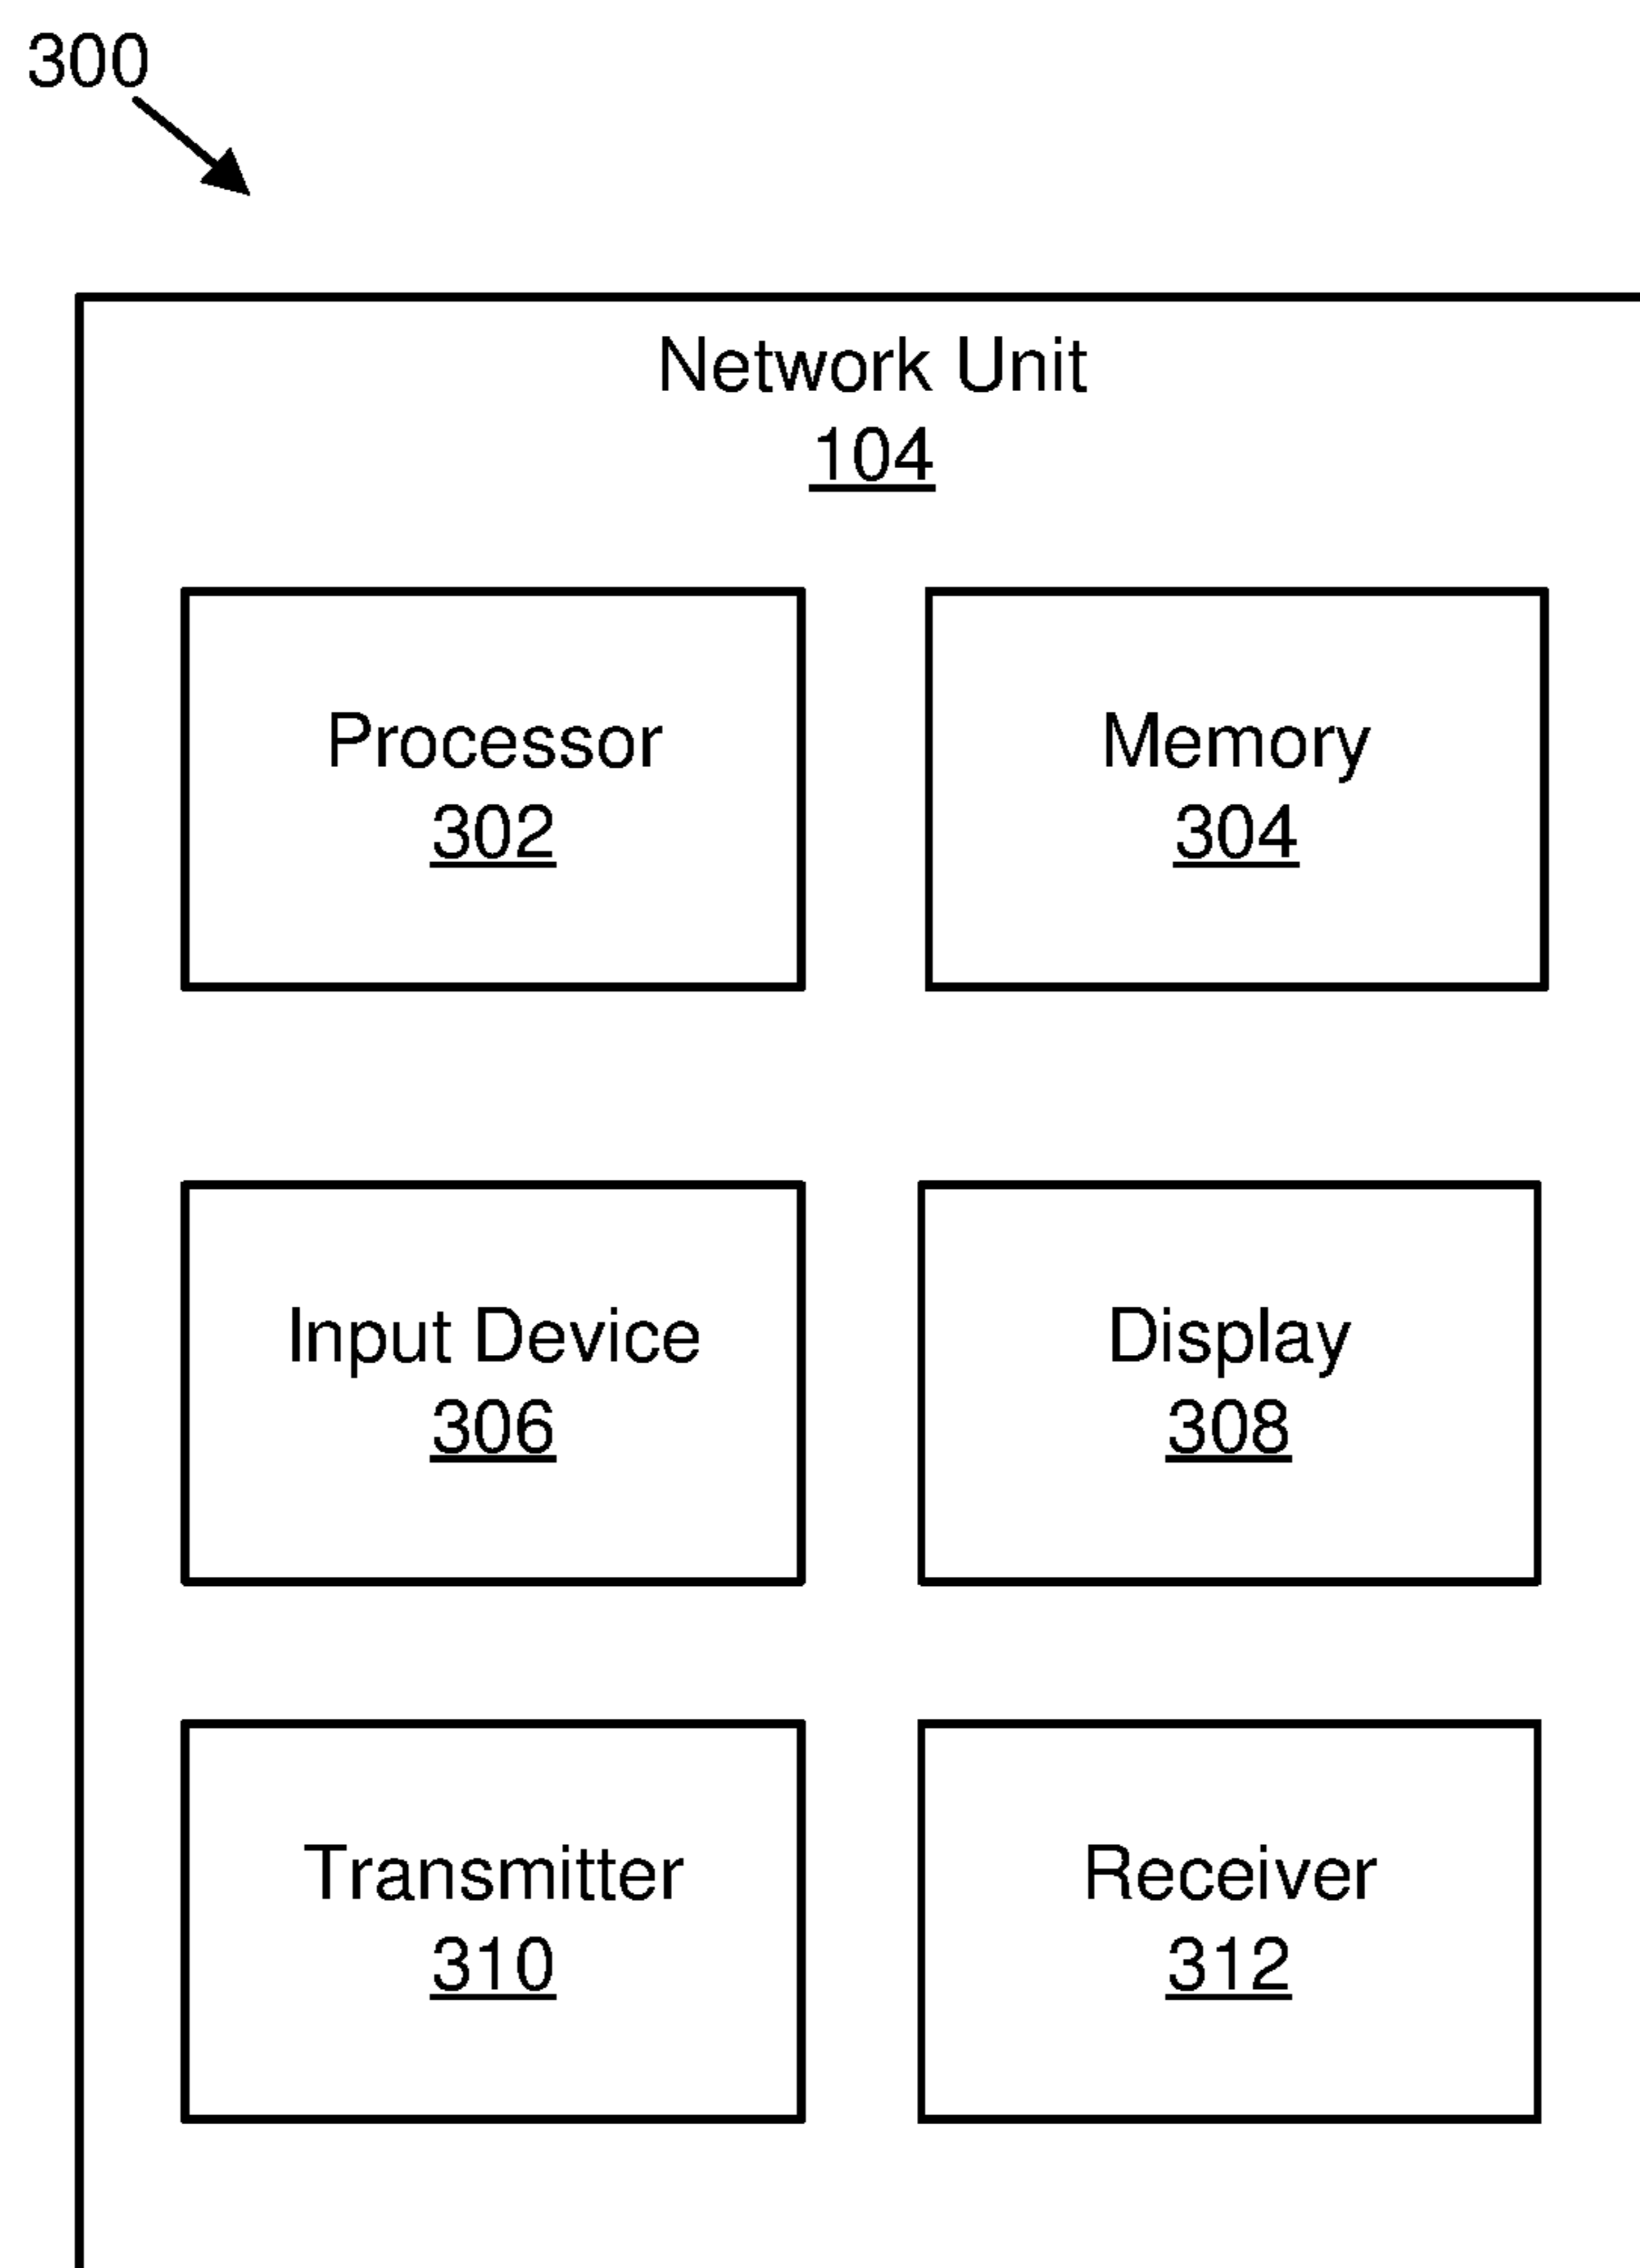 300
Network Unit
104
Processor
302
Memory
304
Input Device
306
Display
308
Transmitter
310
Receiver
312